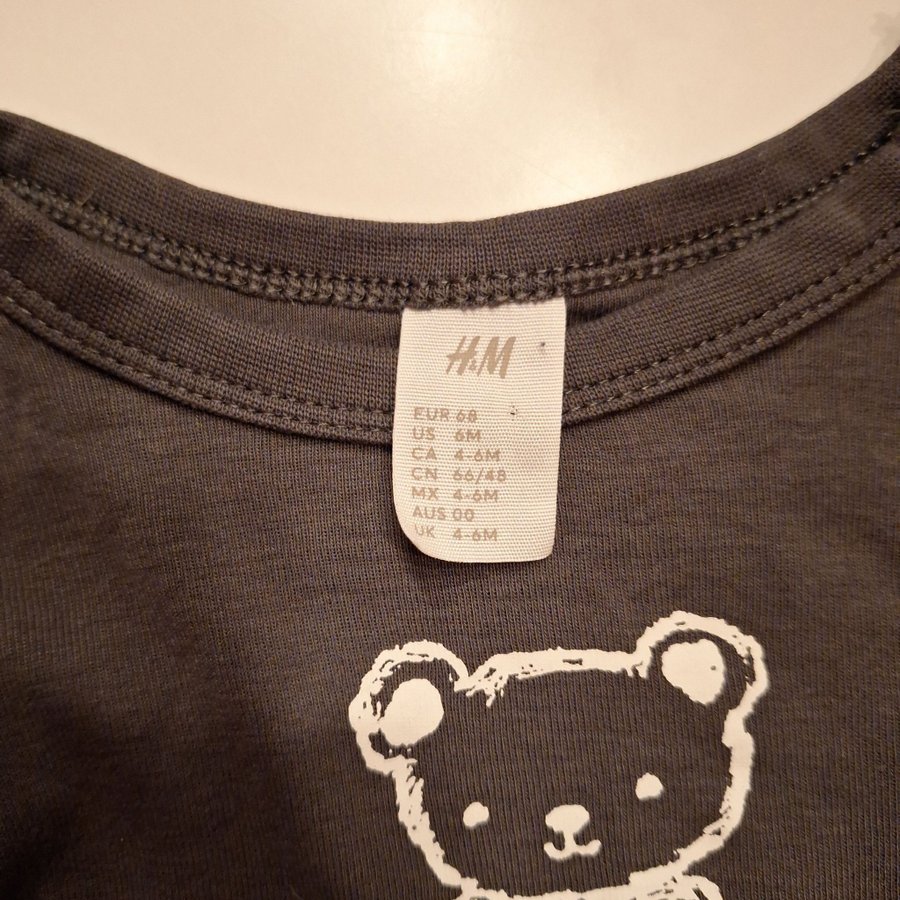 H&M
EUR 68
US 6M
CA 4-6M
CN 66/48
MX 4-6M
AUS 00
UK 4-6M